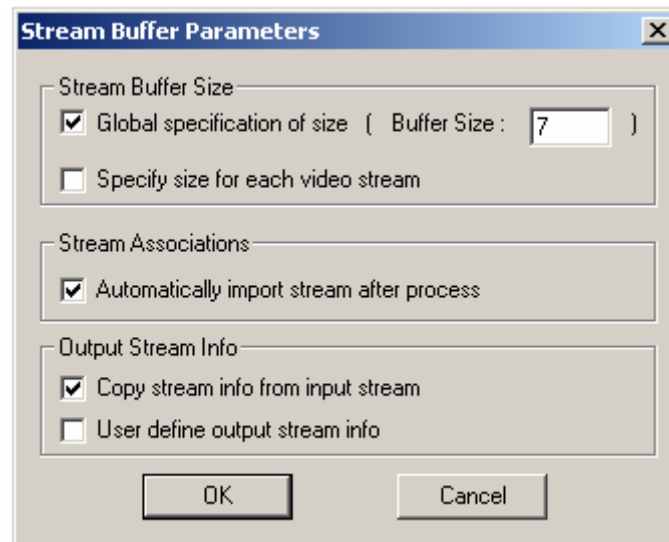 Stream Buffer Parameters
Stream Buffer Size
Global specification of size ( Buffer Size : 7 )
Specify size for each video stream
Stream Associations
Automatically import stream after process
Output Stream Info
Copy stream info from input stream
User define output stream info
OK Cancel